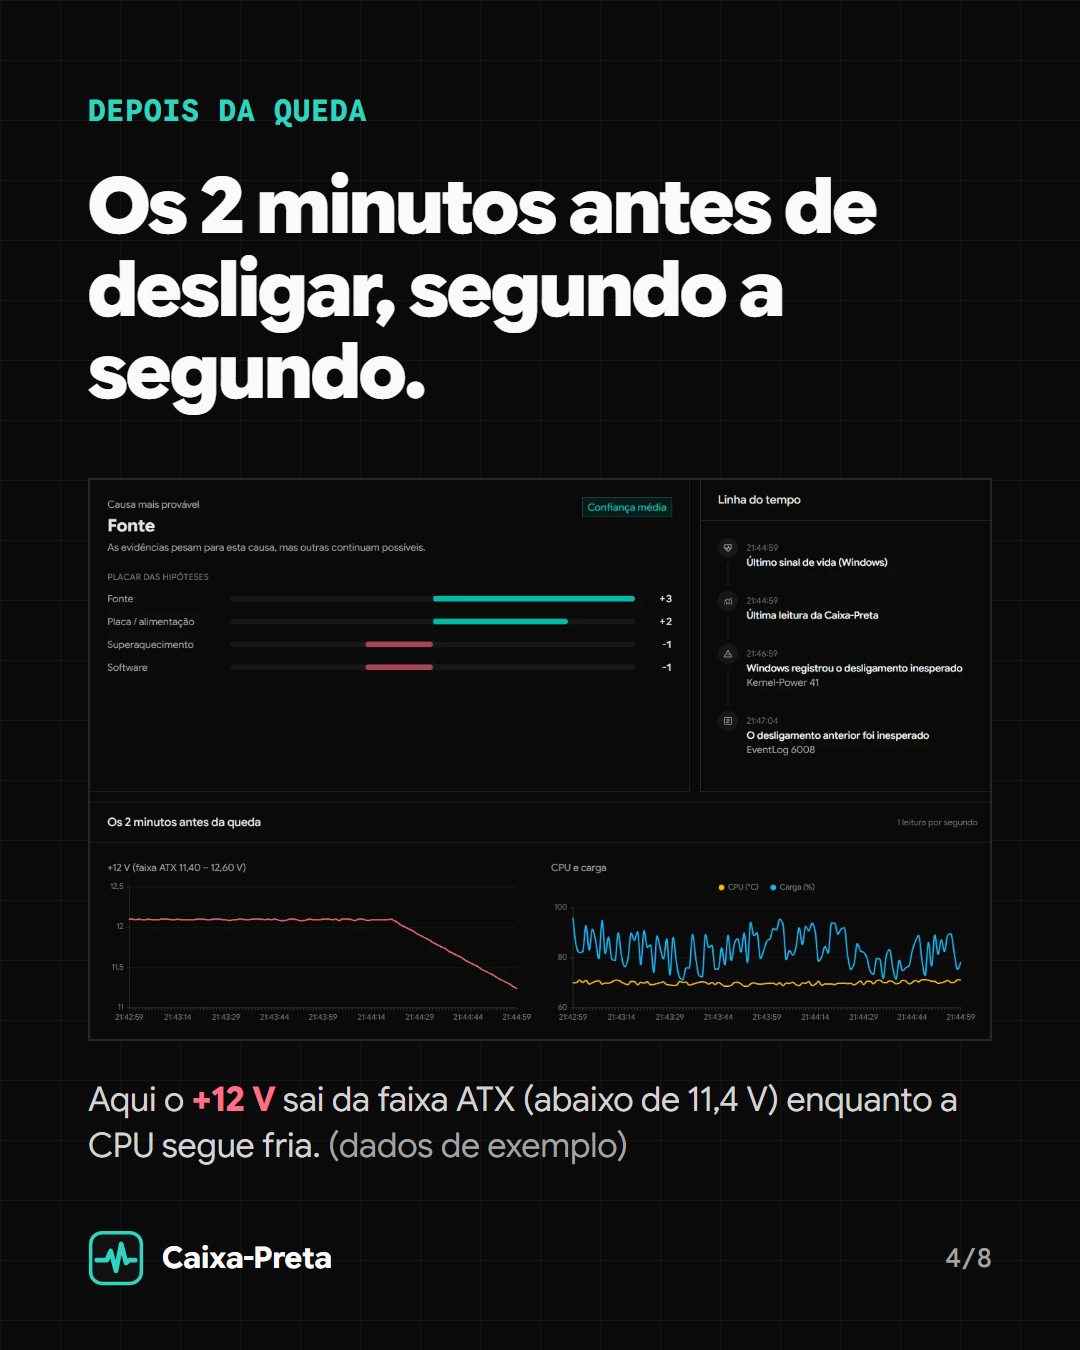 DEPOIS DA QUEDA
Os 2 minutos antes de
desligar, segundo a
segundo.
Causa mais provável
Confiança média
Fonte
As evidências pesam para esta causa, mas outras continuam possíveis.
PLACAR DAS HIPÓTESES
Fonte +3
Placa / alimentação +2
Superaquecimento -1
Software -1
Linha do tempo
21:44:59
Último sinal de vida (Windows)
21:44:59
Última leitura da Caixa-Preta
21:46:59
Windows registrou o desligamento inesperado
Kernel-Power 41
21:47:04
O desligamento anterior foi inesperado
EventLog 6008
Os 2 minutos antes da queda
1 leitura por segundo
+12 V (faixa ATX 11,40 – 12,60 V)
12,5
12
11,5
11
21:42:59 21:43:14 21:43:29 21:43:44 21:43:59 21:44:14 21:44:29 21:44:44 21:44:59
CPU e carga
CPU (°C) Carga (%)
100
80
60
21:42:59 21:43:14 21:43:29 21:43:44 21:43:59 21:44:14 21:44:29 21:44:44 21:44:59
Aqui o +12 V sai da faixa ATX (abaixo de 11,4 V) enquanto a
CPU segue fria. (dados de exemplo)
Caixa-Preta
4/8